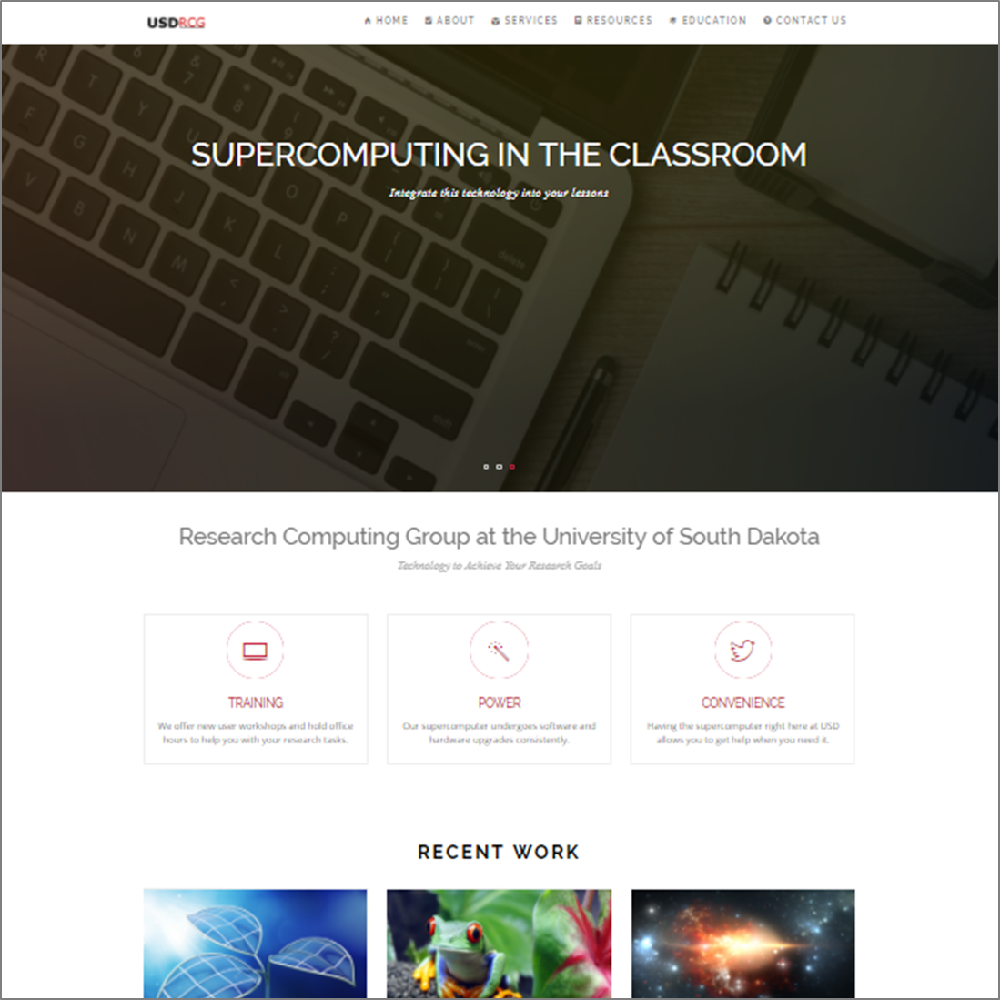 USDRCG
HOME ABOUT SERVICES RESOURCES EDUCATION CONTACT US
SUPERCOMPUTING IN THE CLASSROOM
Integrate this technology into your lessons
Research Computing Group at the University of South Dakota
Technology to Achieve Your Research Goals
TRAINING
We offer new user workshops and hold office
hours to help you with your research tasks.
POWER
Our supercomputer undergoes software and
hardware upgrades consistently.
CONVENIENCE
Having the supercomputer right here at USD
allows you to get help when you need it.
RECENT WORK